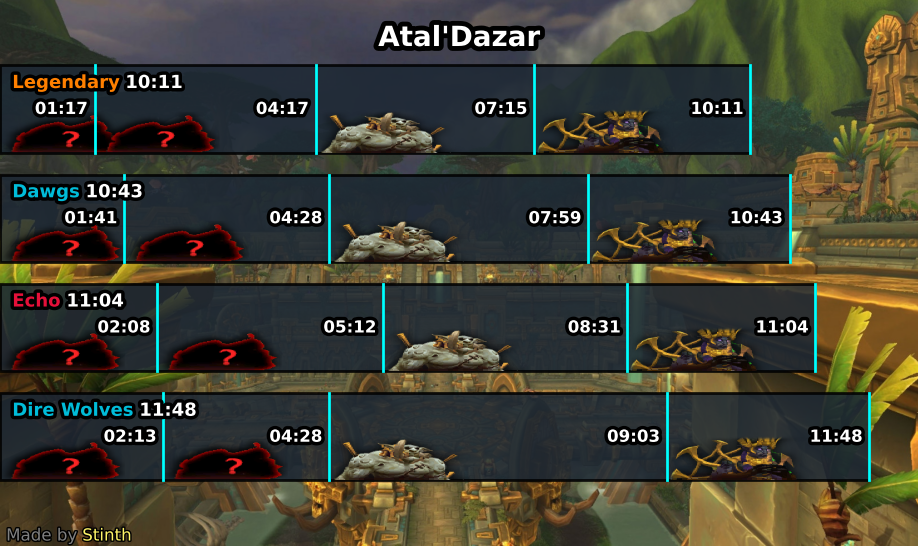 Atal'Dazar
Legendary 10:11
01:17 04:17 07:15 10:11
? ?
Dawgs 10:43
01:41 04:28 07:59 10:43
? ?
Echo 11:04
02:08 05:12 08:31 11:04
? ?
Dire Wolves 11:48
02:13 04:28 09:03 11:48
? ?
Made by Stinth